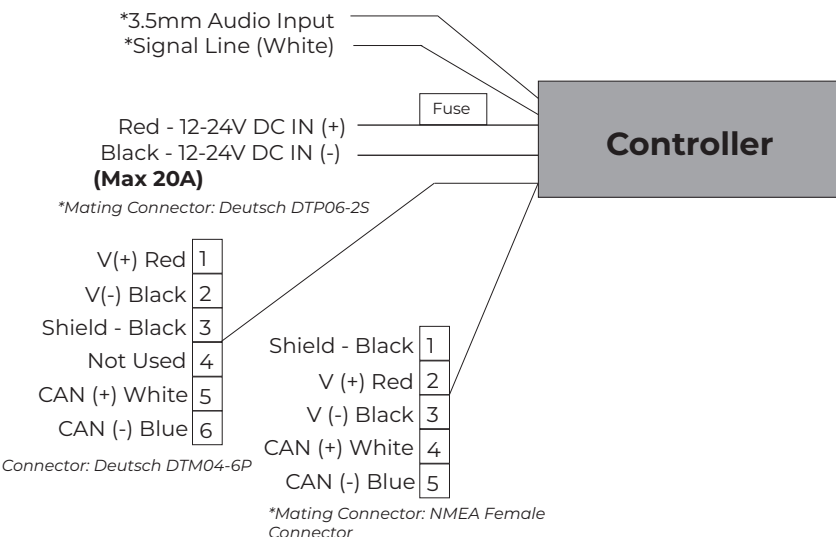 *3.5mm Audio Input
*Signal Line (White)
Fuse
Red - 12-24V DC IN (+)
Black - 12-24V DC IN (-)
(Max 20A)
*Mating Connector: Deutsch DTP06-2S
Controller
V(+) Red 1
V(-) Black 2
Shield - Black 3
Not Used 4
CAN (+) White 5
CAN (-) Blue 6
Connector: Deutsch DTM04-6P
Shield - Black 1
V (+) Red 2
V (-) Black 3
CAN (+) White 4
CAN (-) Blue 5
*Mating Connector: NMEA Female
Connector